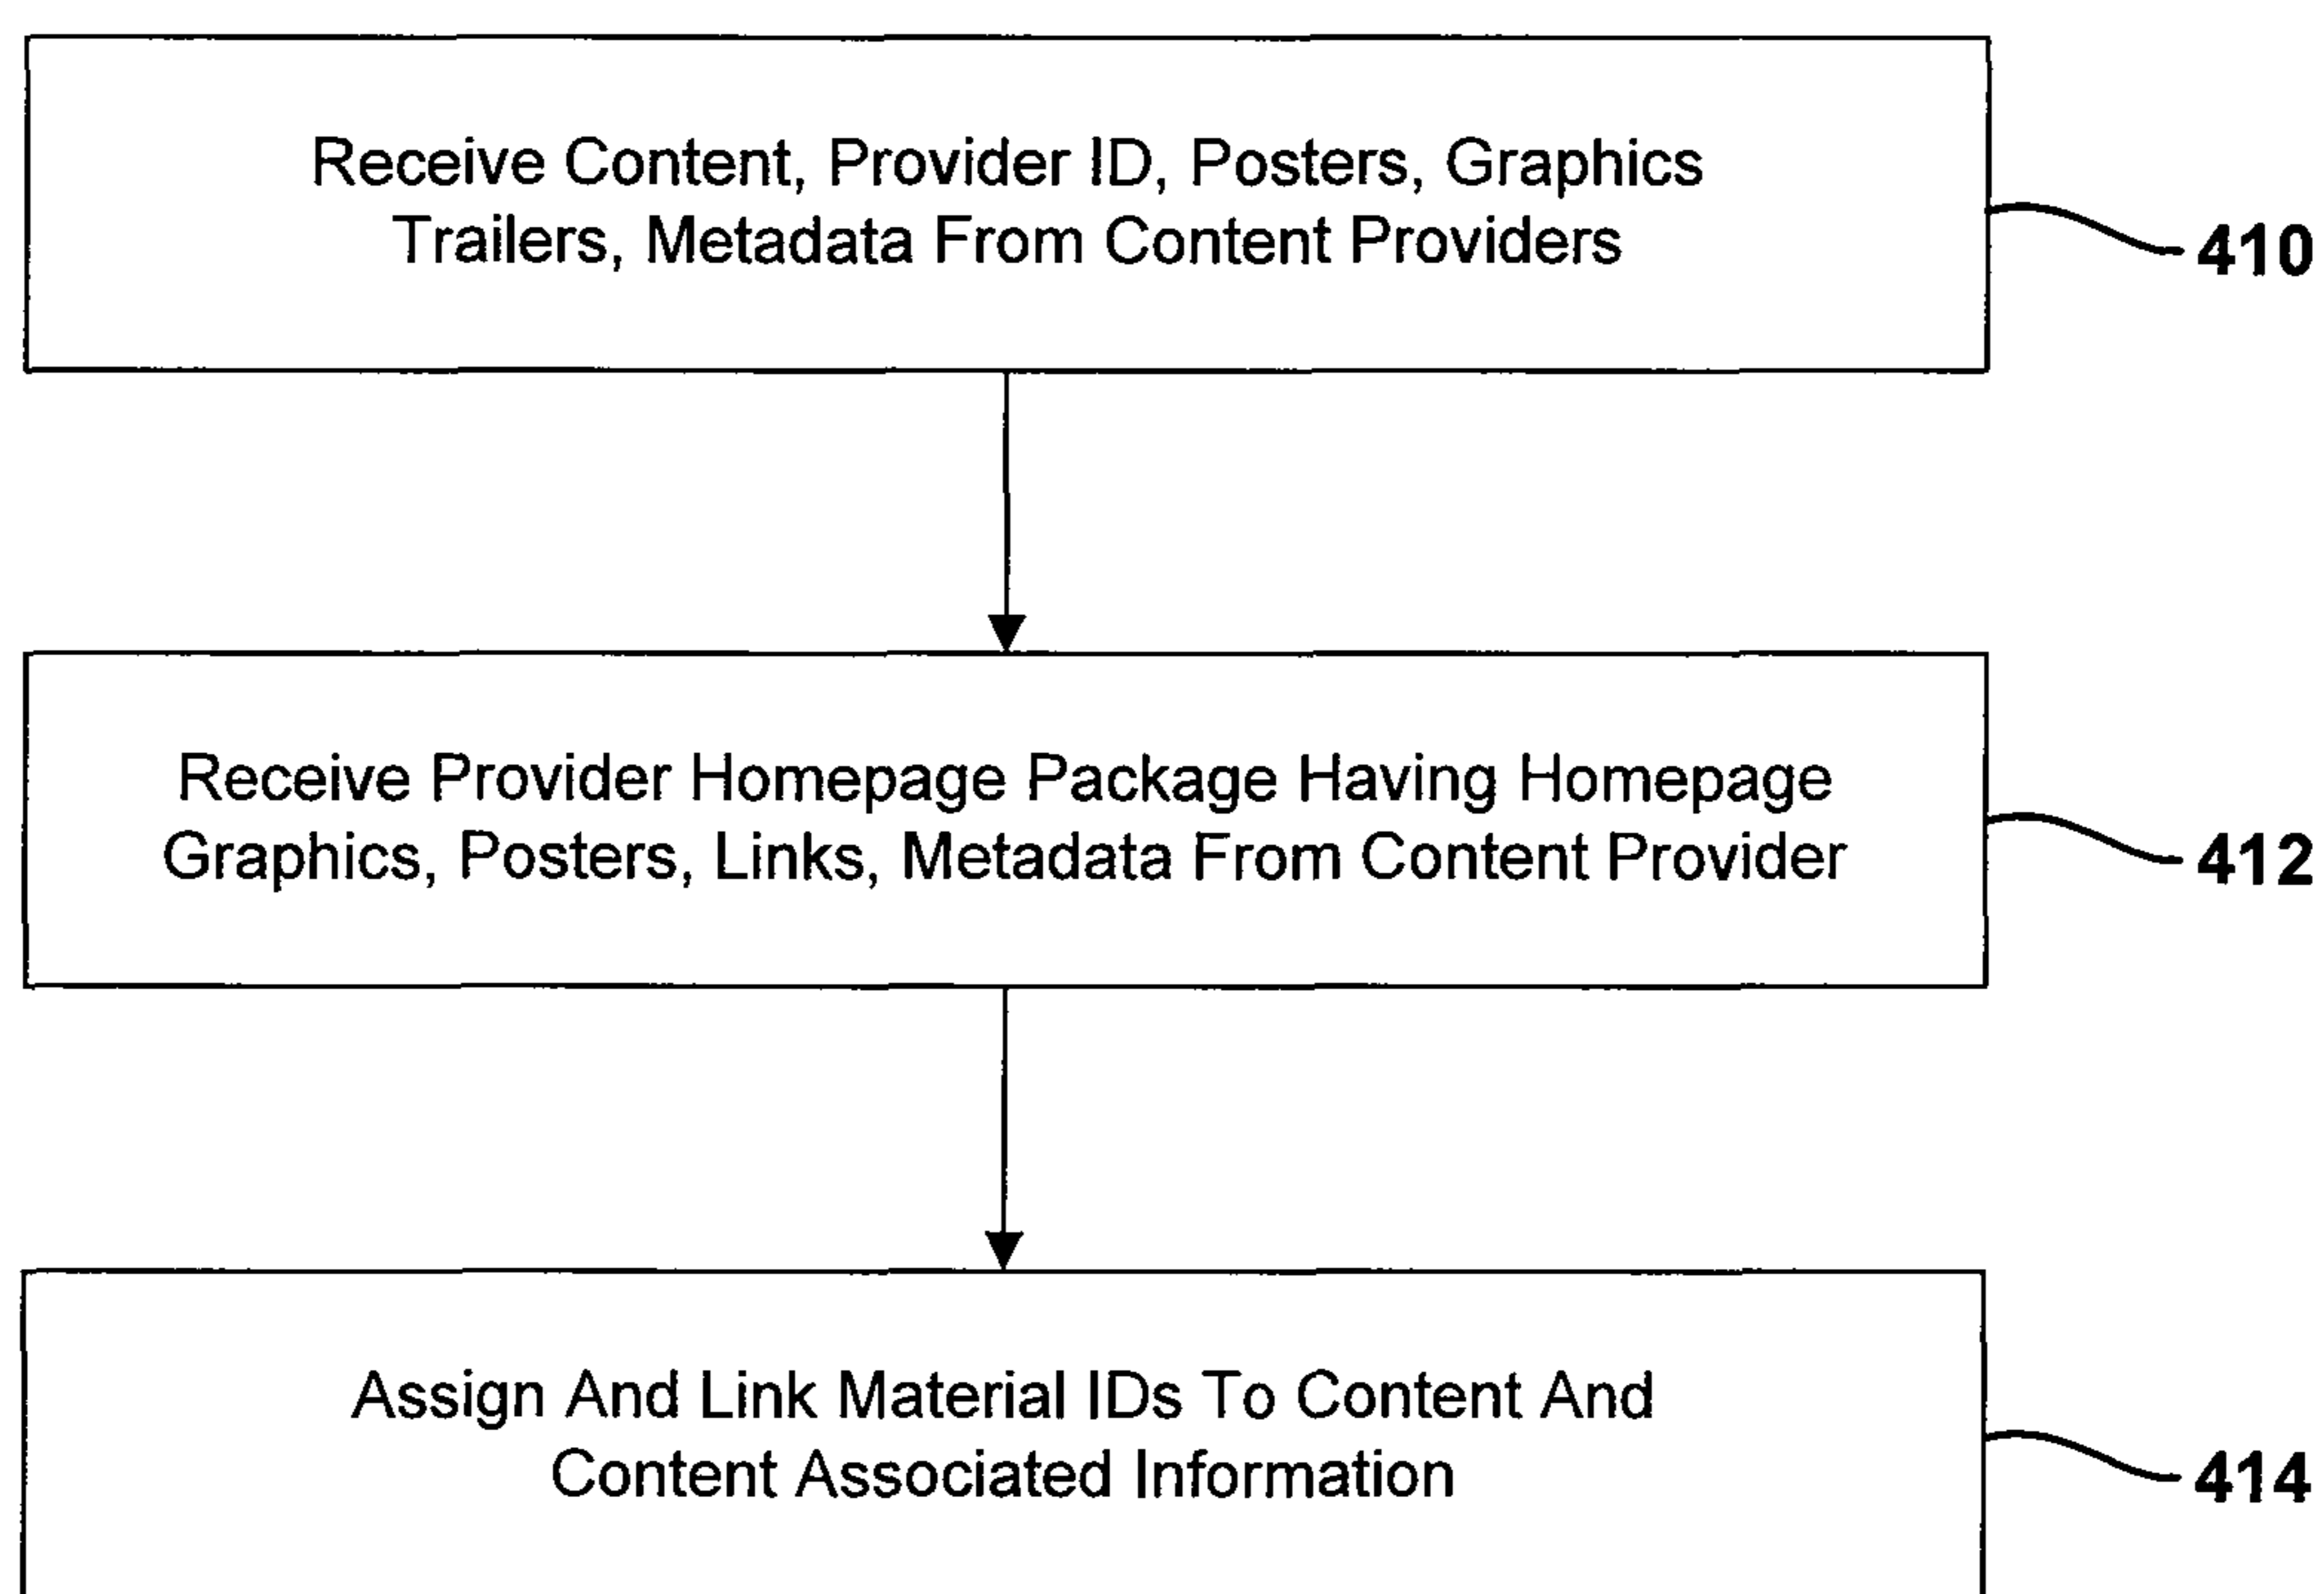 Receive Content, Provider ID, Posters, Graphics
Trailers, Metadata From Content Providers
410
Receive Provider Homepage Package Having Homepage
Graphics, Posters, Links, Metadata From Content Provider
412
Assign And Link Material IDs To Content And
Content Associated Information
414